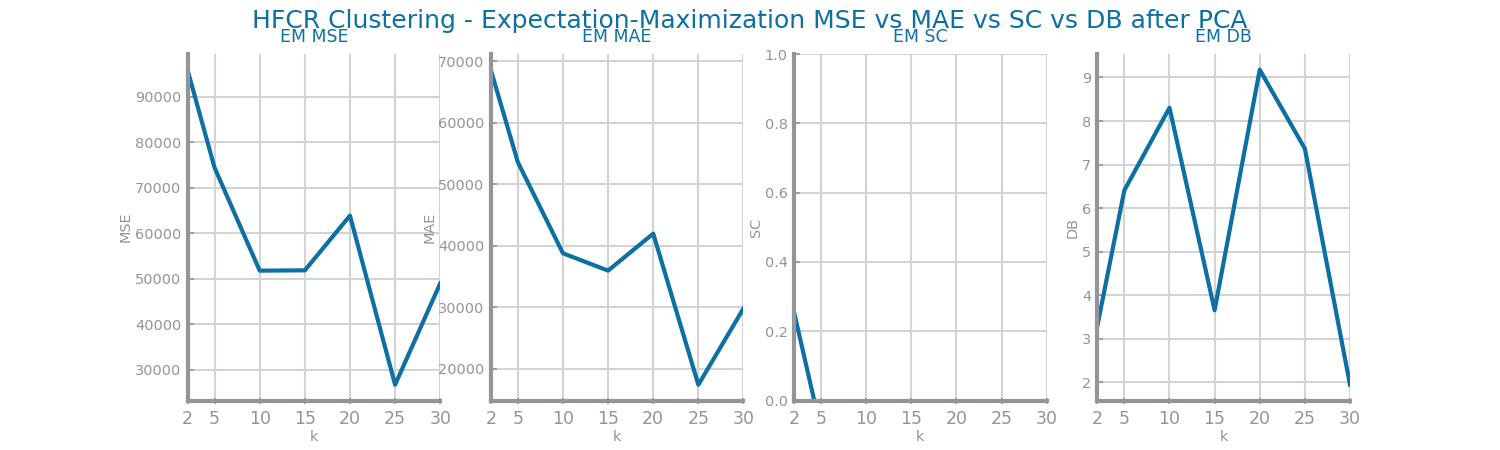 HFCR Clustering - Expectation-Maximization MSE vs MAE vs SC vs DB after PCA
EM MSE
90000
80000
70000
60000
50000
40000
30000
MSE
2 5 10 15 20 25 30
k
EM MAE
70000
60000
50000
40000
30000
20000
MAE
2 5 10 15 20 25 30
k
EM SC
1.0
0.8
0.6
0.4
0.2
0.0
SC
2 5 10 15 20 25 30
k
EM DB
9
8
7
6
5
4
3
2
DB
2 5 10 15 20 25 30
k